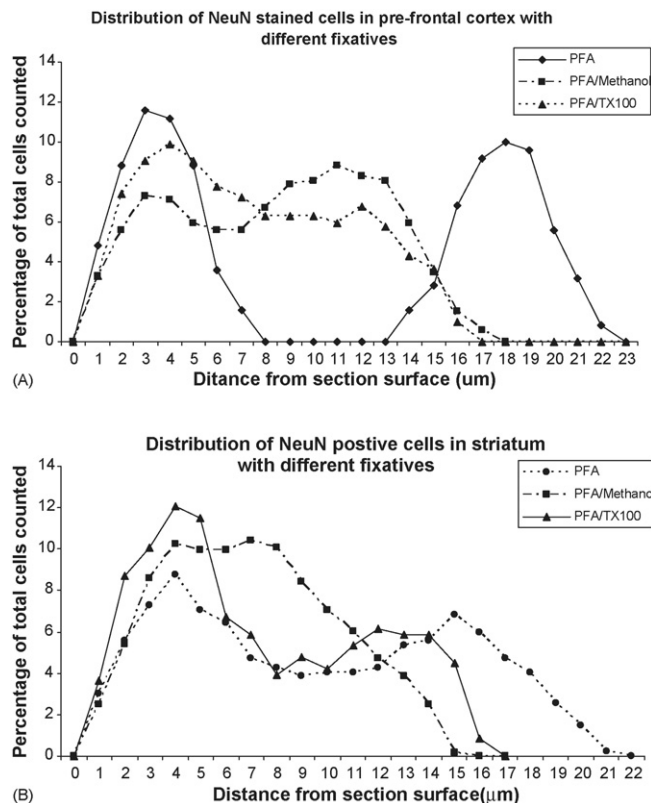 Distribution of NeuN stained cells in pre-frontal cortex with
different fixatives
14
12
10
8
6
4
2
0
Percentage of total cells counted
PFA
PFA/Methanol
PFA/TX100
0 1 2 3 4 5 6 7 8 9 10 11 12 13 14 15 16 17 18 19 20 21 22 23
(A)
Ditance from section surface (um)
Distribution of NeuN postive cells in striatum
with different fixatives
14
12
10
8
6
4
2
0
Percentage of total cells counted
PFA
PFA/Methanol
PFA/TX100
0 1 2 3 4 5 6 7 8 9 10 11 12 13 14 15 16 17 18 19 20 21 22
(B)
Distance from section surface(μm)